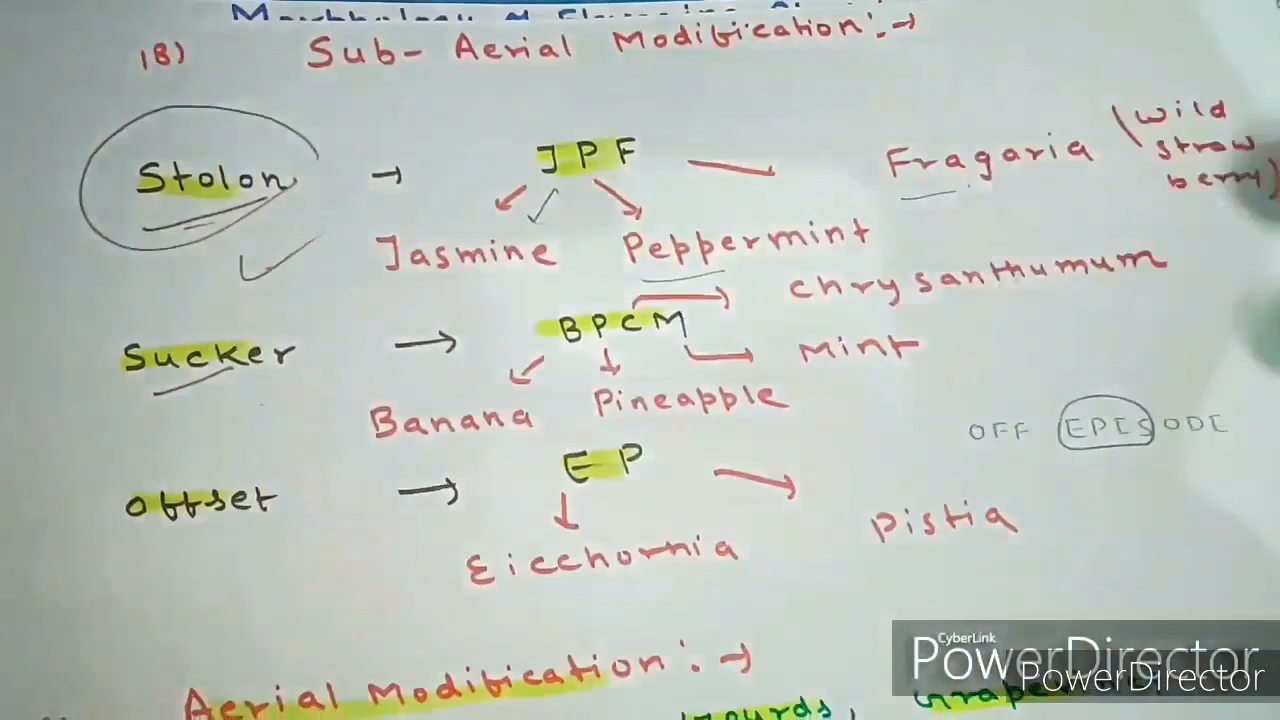 18) Sub-Aerial Modification:→
Stolon → JPF → Fragaria (wild
straw
berry)
Jasmine Peppermint
chrysanthumum
Sucker → BPCM
Mint
Banana Pineapple
OFF EPISODE
offset → EP
Pistia
Eicchornia
Aerial Modification:→
CyberLink
PowerDirector
PowerDirector